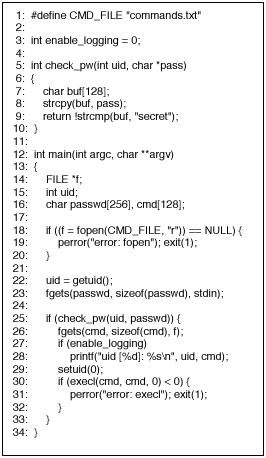 1: #define CMD_FILE "commands.txt"
2:
3: int enable_logging = 0;
4:
5: int check_pw(int uid, char *pass)
6: {
7: char buf[128];
8: strcpy(buf, pass);
9: return !strcmp(buf, "secret");
10: }
11:
12: int main(int argc, char **argv)
13: {
14: FILE *f;
15: int uid;
16: char passwd[256], cmd[128];
17:
18: if ((f = fopen(CMD_FILE, "r")) == NULL) {
19: perror("error: fopen"); exit(1);
20: }
21:
22: uid = getuid();
23: fgets(passwd, sizeof(passwd), stdin);
24:
25: if (check_pw(uid, passwd)) {
26: fgets(cmd, sizeof(cmd), f);
27: if (enable_logging)
28: printf("uid [%d]: %s\n", uid, cmd);
29: setuid(0);
30: if (execl(cmd, cmd, 0) < 0) {
31: perror("error: execl"); exit(1);
32: }
33: }
34: }